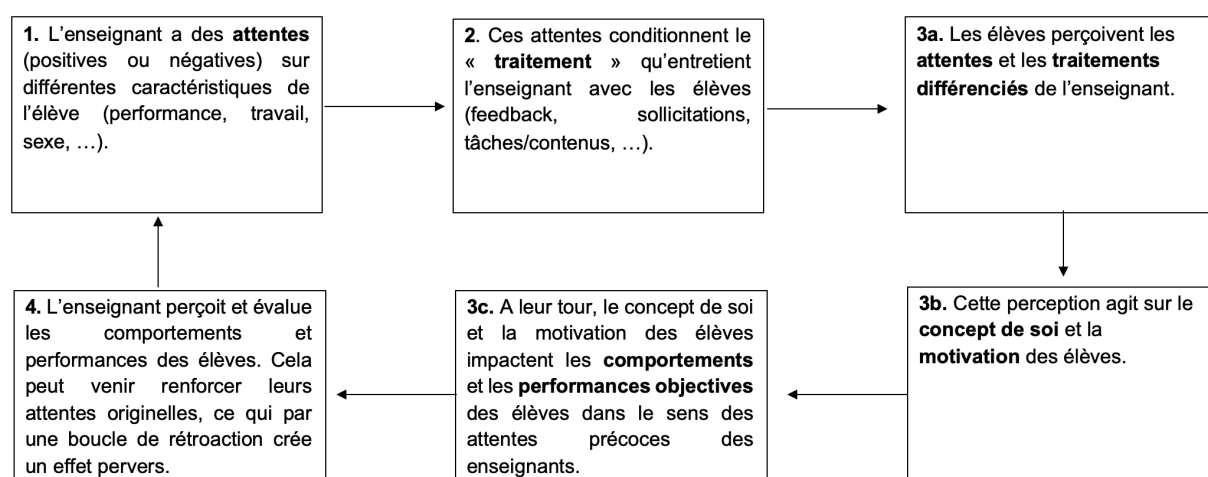 1. L’enseignant a des attentes
(positives ou négatives) sur
différentes caractéristiques de
l’élève (performance, travail,
sexe, …).
2. Ces attentes conditionnent le
« traitement » qu’entretient
l’enseignant avec les élèves
(feedback, sollicitations,
tâches/contenus, …).
3a. Les élèves perçoivent les
attentes et les traitements
différenciés de l’enseignant.
3b. Cette perception agit sur le
concept de soi et la
motivation des élèves.
3c. A leur tour, le concept de soi
et la motivation des élèves
impactent les comportements
et les performances objectives
des élèves dans le sens des
attentes précoces des
enseignants.
4. L’enseignant perçoit et évalue
les comportements et
performances des élèves. Cela
peut venir renforcer leurs
attentes originelles, ce qui par
une boucle de rétroaction crée
un effet pervers.